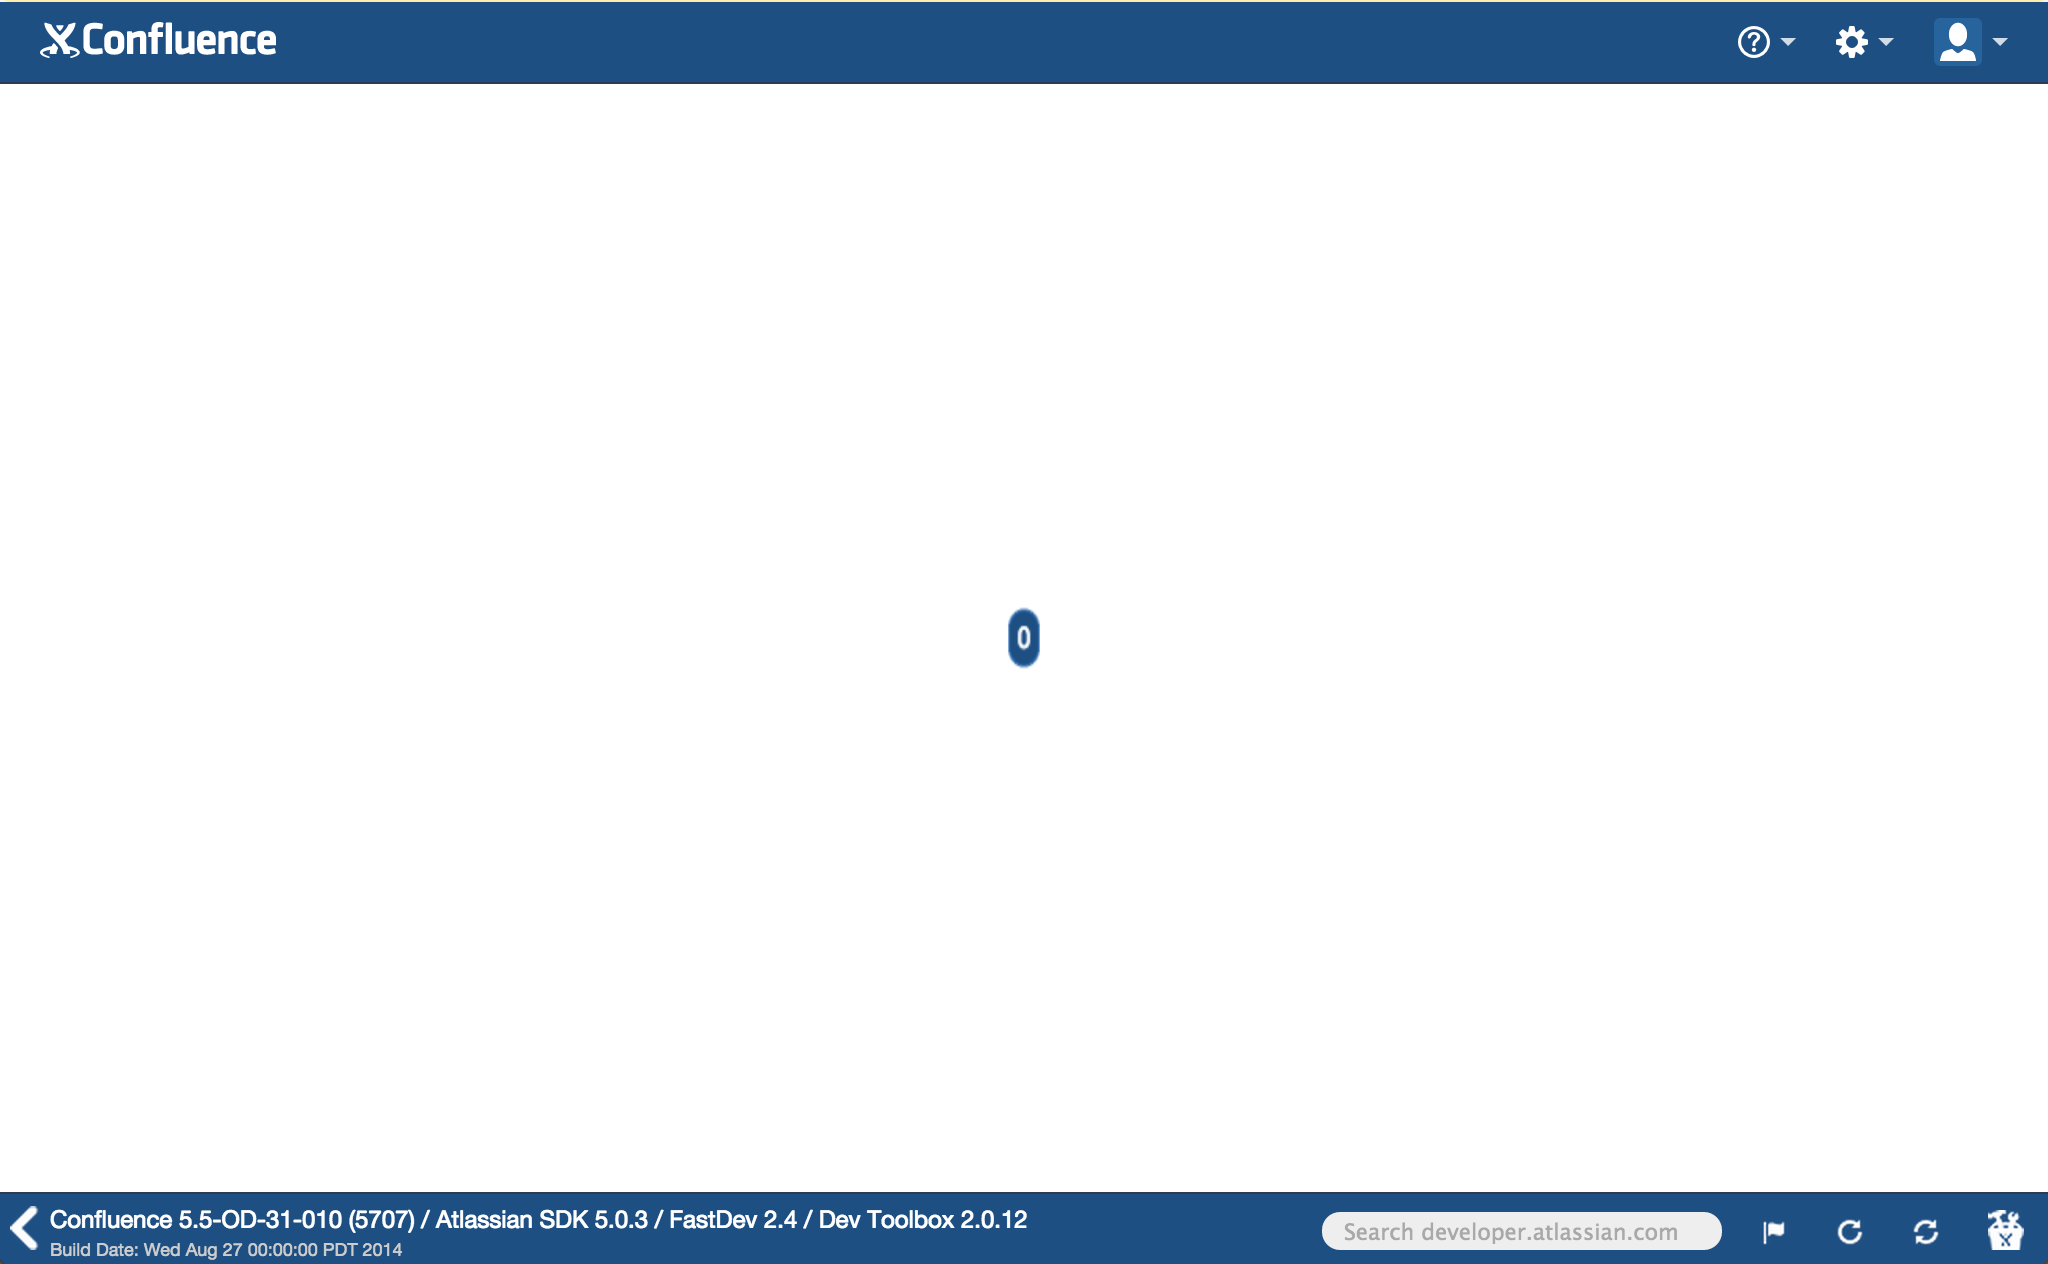 Confluence
0
Confluence 5.5-OD-31-010 (5707) / Atlassian SDK 5.0.3 / FastDev 2.4 / Dev Toolbox 2.0.12
Build Date: Wed Aug 27 00:00:00 PDT 2014
Search developer.atlassian.com